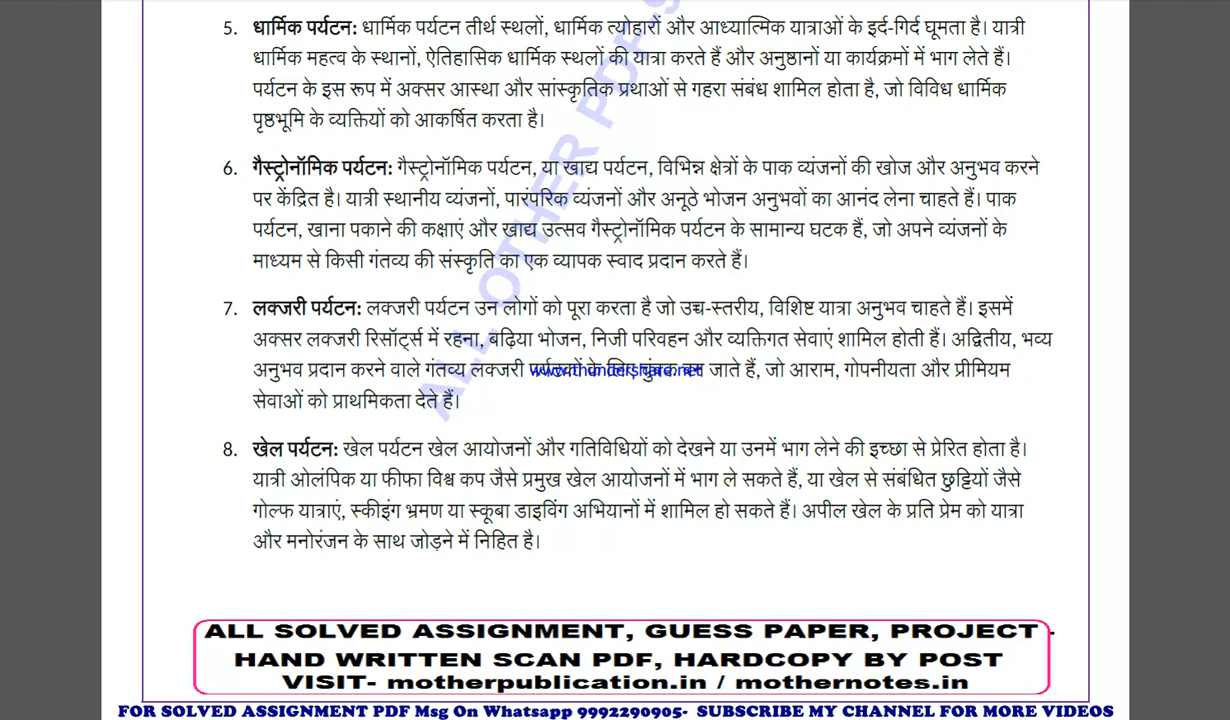 5. धार्मिक पर्यटन: धार्मिक पर्यटन तीर्थ स्थलों, धार्मिक त्योहारों और आध्यात्मिक यात्राओं के इर्द-गिर्द घूमता है। यात्री
धार्मिक महत्व के स्थानों, ऐतिहासिक धार्मिक स्थलों की यात्रा करते हैं और अनुष्ठानों या कार्यक्रमों में भाग लेते हैं।
पर्यटन के इस रूप में अक्सर आस्था और सांस्कृतिक प्रथाओं से गहरा संबंध शामिल होता है, जो विविध धार्मिक
पृष्ठभूमि के व्यक्तियों को आकर्षित करता है।
6. गैस्ट्रोनॉमिक पर्यटन: गैस्ट्रोनॉमिक पर्यटन, या खाद्य पर्यटन, विभिन्न क्षेत्रों के पाक व्यंजनों की खोज और अनुभव करने
पर केंद्रित है। यात्री स्थानीय व्यंजनों, पारंपरिक व्यंजनों और अनूठे भोजन अनुभवों का आनंद लेना चाहते हैं। पाक
पर्यटन, खाना पकाने की कक्षाएं और खाद्य उत्सव गैस्ट्रोनॉमिक पर्यटन के सामान्य घटक हैं, जो अपने व्यंजनों के
माध्यम से किसी गंतव्य की संस्कृति का एक व्यापक स्वाद प्रदान करते हैं।
7. लक्जरी पर्यटन: लक्जरी पर्यटन उन लोगों को पूरा करता है जो उच्च-स्तरीय, विशिष्ट यात्रा अनुभव चाहते हैं। इसमें
अक्सर लक्जरी रिसॉर्ट्स में रहना, बढ़िया भोजन, निजी परिवहन और व्यक्तिगत सेवाएं शामिल होती हैं। अद्वितीय, भव्य
अनुभव प्रदान करने वाले गंतव्य लक्जरी www.thundershare.net जाते हैं, जो आराम, गोपनीयता और प्रीमियम
सेवाओं को प्राथमिकता देते हैं।
8. खेल पर्यटन: खेल पर्यटन खेल आयोजनों और गतिविधियों को देखने या उनमें भाग लेने की इच्छा से प्रेरित होता है।
यात्री ओलंपिक या फीफा विश्व कप जैसे प्रमुख खेल आयोजनों में भाग ले सकते हैं, या खेल से संबंधित छुट्टियों जैसे
गोल्फ यात्राएं, स्कीइंग भ्रमण या स्कूबा डाइविंग अभियानों में शामिल हो सकते हैं। अपील खेल के प्रति प्रेम को यात्रा
और मनोरंजन के साथ जोड़ने में निहित है।
ALL OTHER PDF
ALL SOLVED ASSIGNMENT, GUESS PAPER, PROJECT -
HAND WRITTEN SCAN PDF, HARDCOPY BY POST
VISIT- motherpublication.in / mothernotes.in
FOR SOLVED ASSIGNMENT PDF Msg On Whatsapp 9992290905- SUBSCRIBE MY CHANNEL FOR MORE VIDEOS